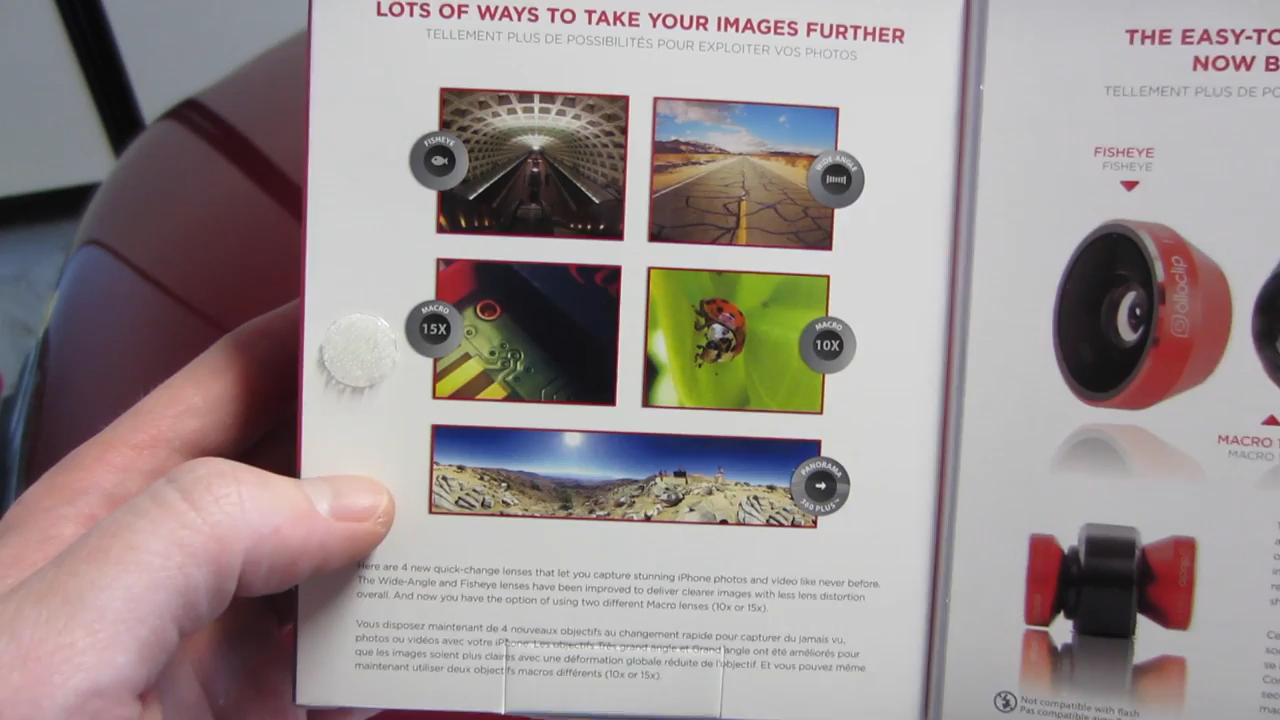 LOTS OF WAYS TO TAKE YOUR IMAGES FURTHER
TELLEMENT PLUS DE POSSIBILITÉS POUR EXPLOITER VOS PHOTOS
FISHEYE
WIDE-ANGLE
MACRO
15X
MACRO
10X
PANORAMA
360 PLUS™
Here are 4 new quick-change lenses that let you capture stunning iPhone photos and video like never before.
The Wide-Angle and Fisheye lenses have been improved to deliver clearer images with less lens distortion
overall. And now you have the option of using two different Macro lenses (10x or 15x).
Vous disposez maintenant de 4 nouveaux objectifs au changement rapide pour capturer du jamais vu,
photos ou vidéos avec votre iPhone. Les objectifs Très grand angle et Grand angle ont été améliorés pour
que les images soient plus claires avec une déformation globale réduite de l'objectif. Et vous pouvez même
maintenant utiliser deux objectifs macros différents (10x or 15x).
THE EASY-TO
NOW B
TELLEMENT PLUS DE PO
FISHEYE
FISHEYE
olloclip
MACRO
MACRO
olloclip
Not compatible with flash
Pas compatible avec